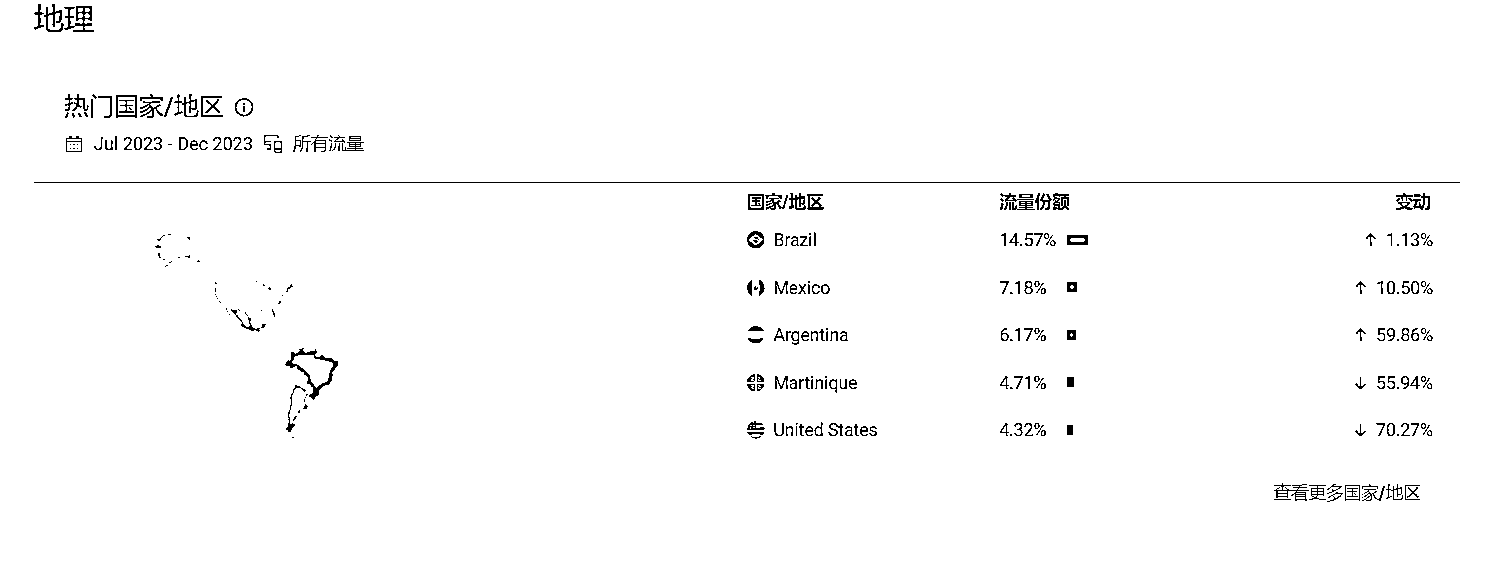 地理
热门国家/地区
Jul 2023 - Dec 2023 所有流量
国家/地区 流量份额 变动
Brazil 14.57% ↑ 1.13%
Mexico 7.18% ↑ 10.50%
Argentina 6.17% ↑ 59.86%
Martinique 4.71% ↓ 55.94%
United States 4.32% ↓ 70.27%
查看更多国家/地区